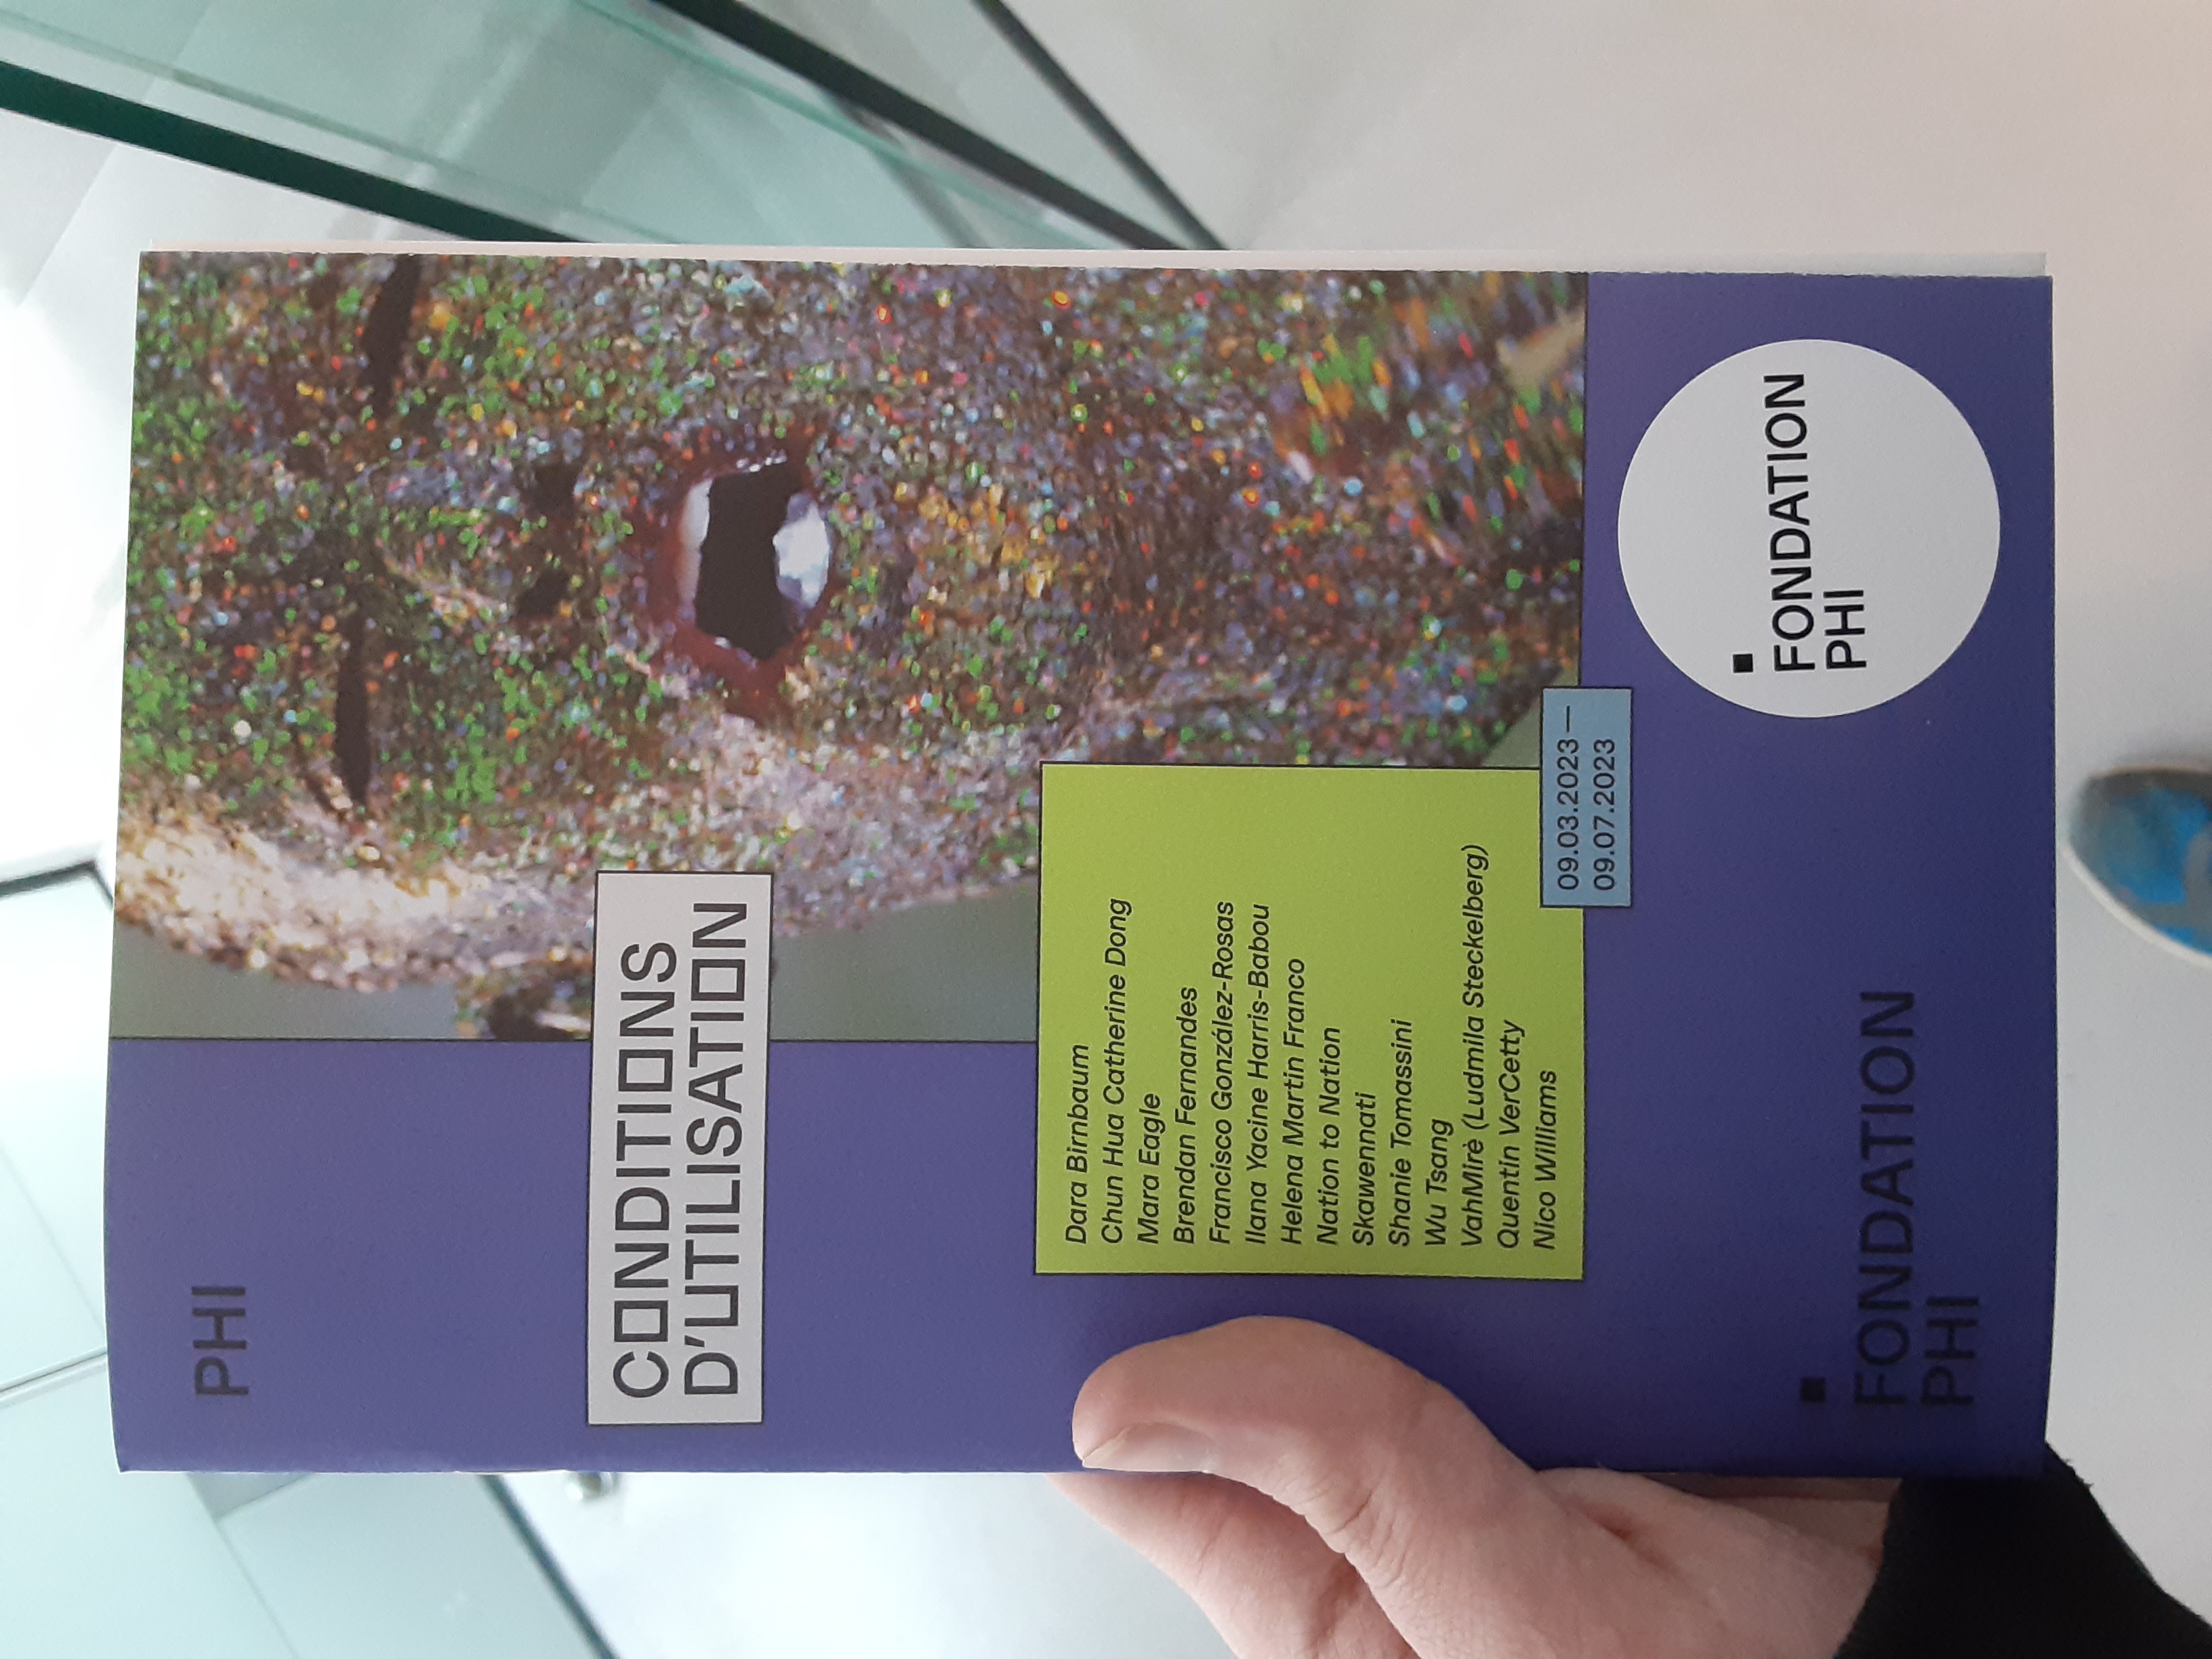 PHI
CONDITIONS
D'UTILISATION
Dara Birnbaum
Chun Hua Catherine Dong
Mara Eagle
Brendan Fernandes
Francisco González-Rosas
Ilana Yacine Harris-Babou
Helena Martin Franco
Nation to Nation
Skawennati
Shanie Tomassini
Wu Tsang
VahMirè (Ludmila Steckelberg)
Quentin VerCetty
Nico Williams
09.03.2023—
09.07.2023
FONDATION
PHI
FONDATION
PHI